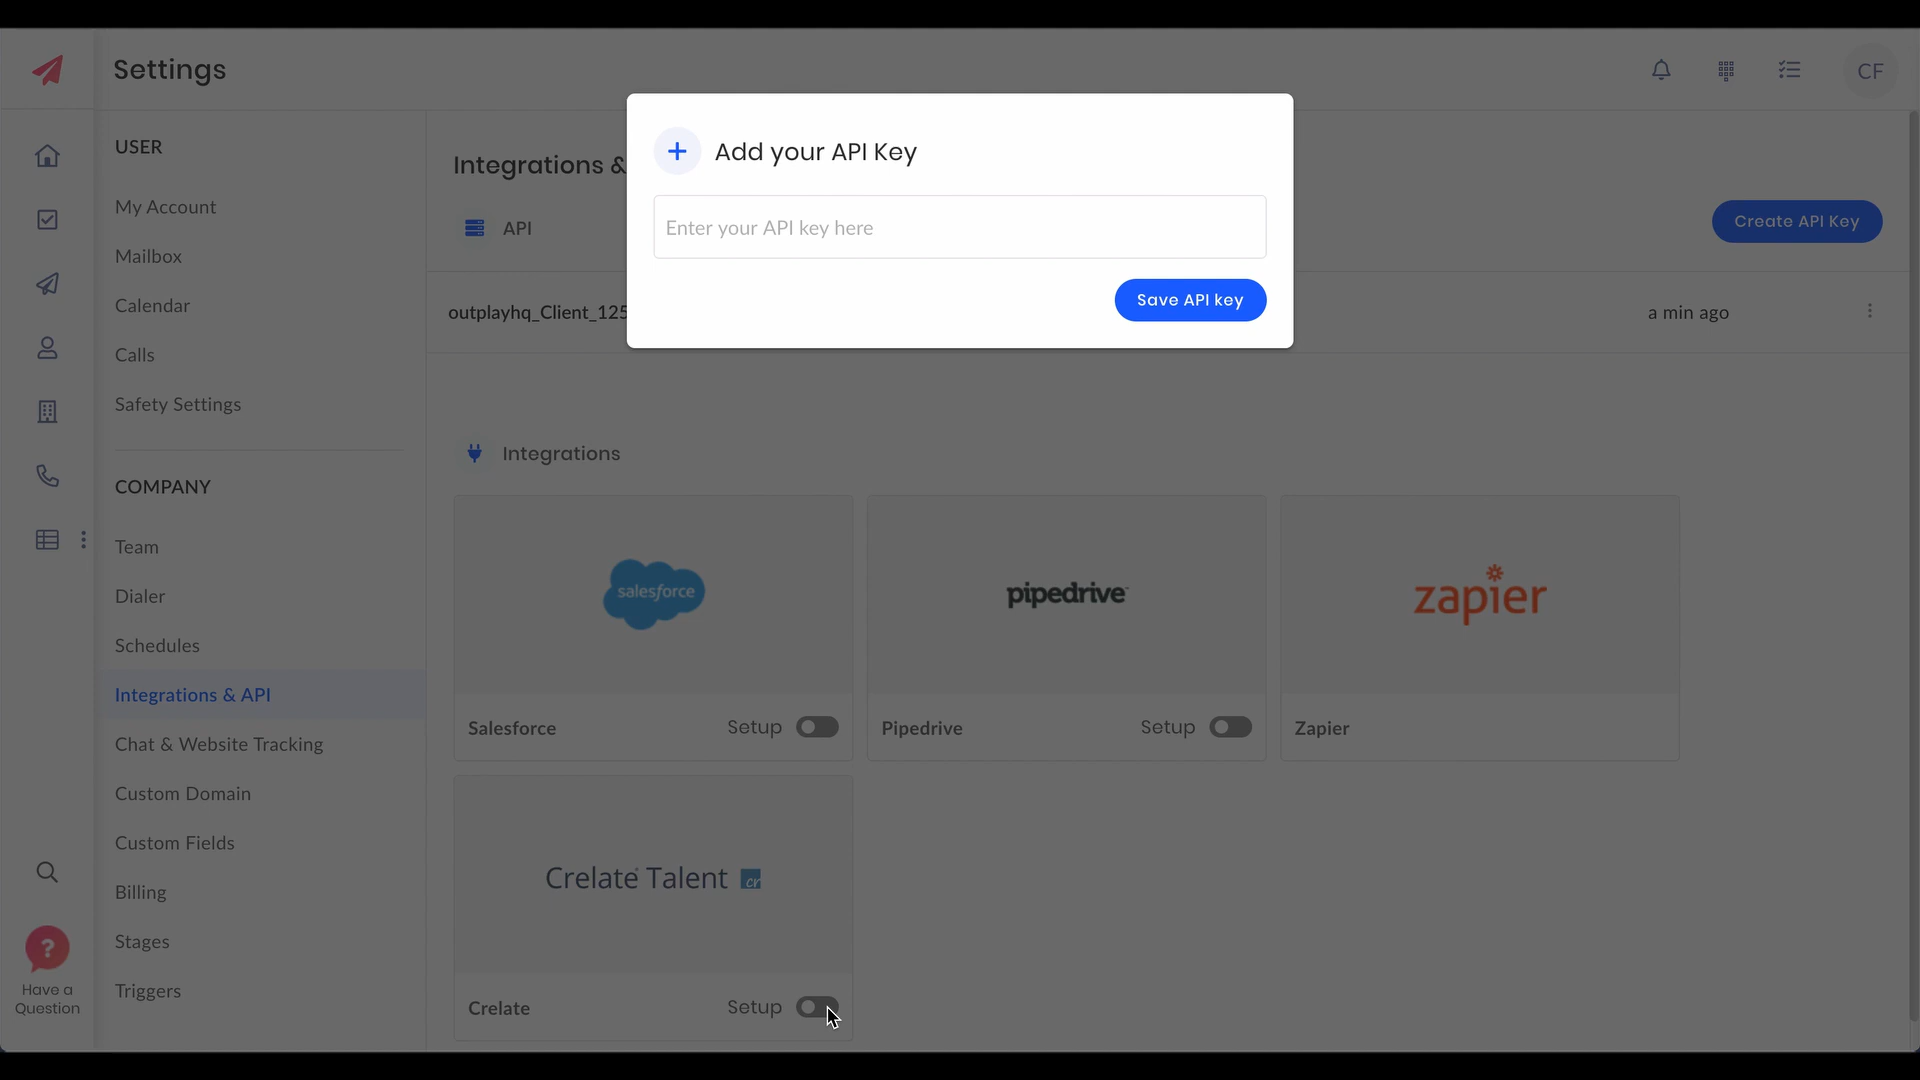 Settings
CF
USER
My Account
Mailbox
Calendar
Calls
Safety Settings
COMPANY
Team
Dialer
Schedules
Integrations & API
Chat & Website Tracking
Custom Domain
Custom Fields
Billing
Stages
Triggers
?
Have a
Question
Integrations &
API
Create API Key
outplayhq_Client_125
a min ago
Add your API Key
Enter your API key here
Save API key
Integrations
salesforce
Salesforce
Setup
pipedrive
Pipedrive
Setup
zapier
Zapier
Crelate Talent cr
Crelate
Setup